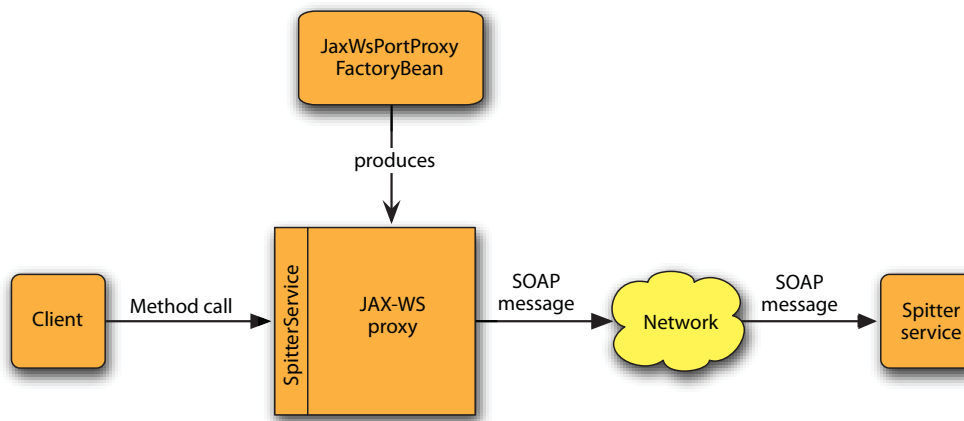 JaxWsPortProxy
FactoryBean
produces
Client
Method call
SpitterService
JAX-WS
proxy
SOAP
message
Network
SOAP
message
Spitter
service